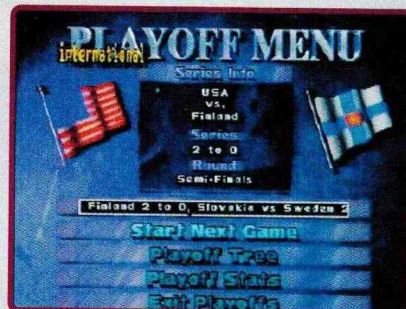 PLAYOFF MENU
international
Series Info
USA
vs.
Finland
Series
2 to 0
Round
Semi-Finals
Finland 2 to 0, Slovakia vs Sweden 2
Start Next Game
Playoff Tree
Playoff Stats
Exit Playoffs